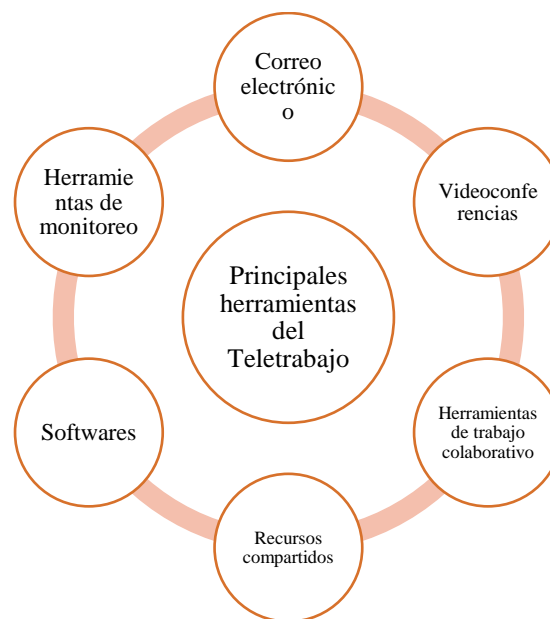 Correo
electrónic
o
Videoconfe
rencias
Herramientas
de trabajo
colaborativo
Recursos
compartidos
Softwares
Herramie
ntas de
monitoreo
Principales
herramientas
del
Teletrabajo